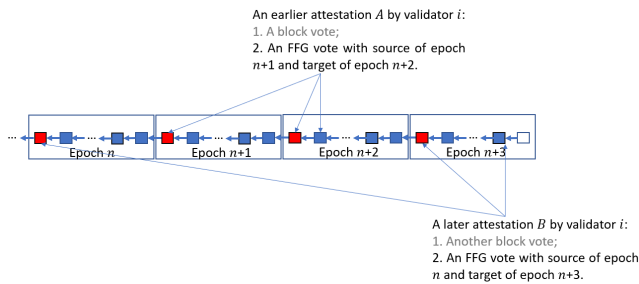 An earlier attestation A by validator i:
1. A block vote;
2. An FFG vote with source of epoch
n+1 and target of epoch n+2.
... ... ... ... ...
Epoch n Epoch n+1 Epoch n+2 Epoch n+3
A later attestation B by validator i:
1. Another block vote;
2. An FFG vote with source of epoch
n and target of epoch n+3.